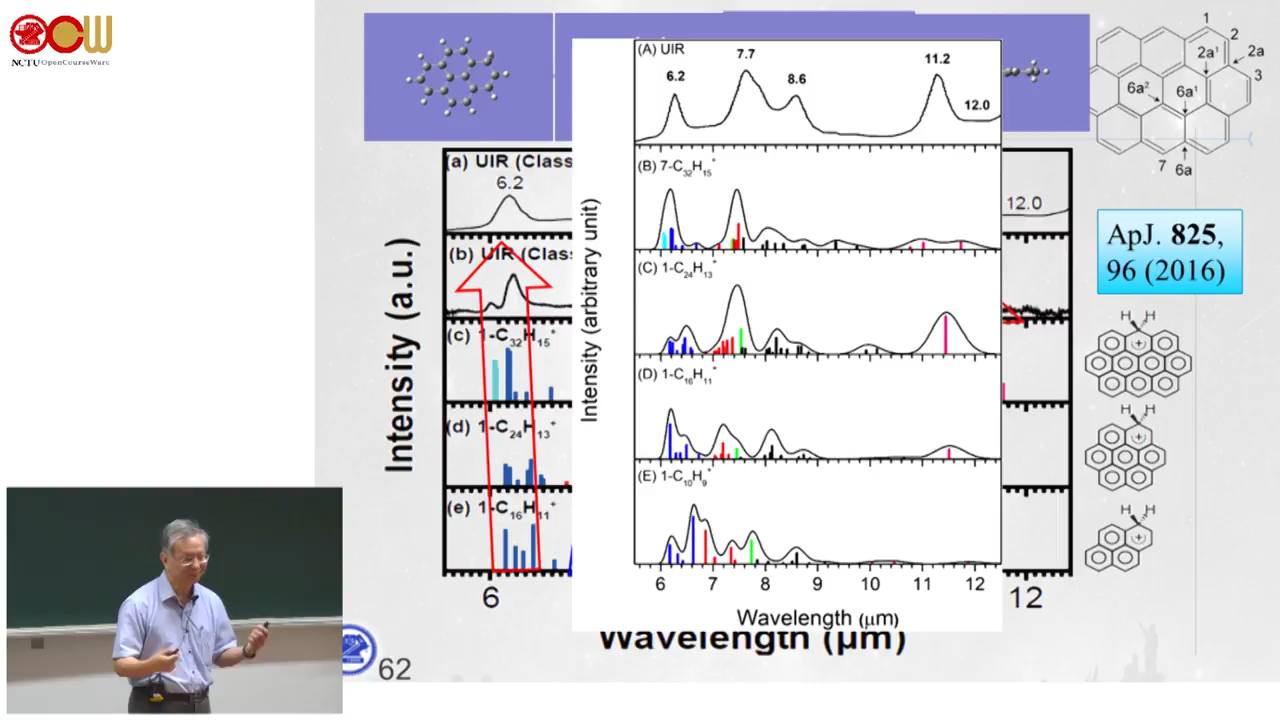 OCW
NCTU OpenCourseWare
(A) UIR
6.2
7.7
8.6
11.2
12.0
(B) 7-C32H15+
(C) 1-C24H13+
(D) 1-C16H11+
(E) 1-C10H9+
Intensity (arbitrary unit)
6 7 8 9 10 11 12
Wavelength (μm)
(a) UIR (Class
6.2
12.0
(b) UIR (Class
(c) 1-C32H15+
(d) 1-C24H13+
(e) 1-C16H11+
Intensity (a.u.)
6
12
Wavelength (μm)
1
2
2a1
2a
3
6a2
6a1
7
6a
ApJ. 825,
96 (2016)
H H
+
H H
+
H H
+
62